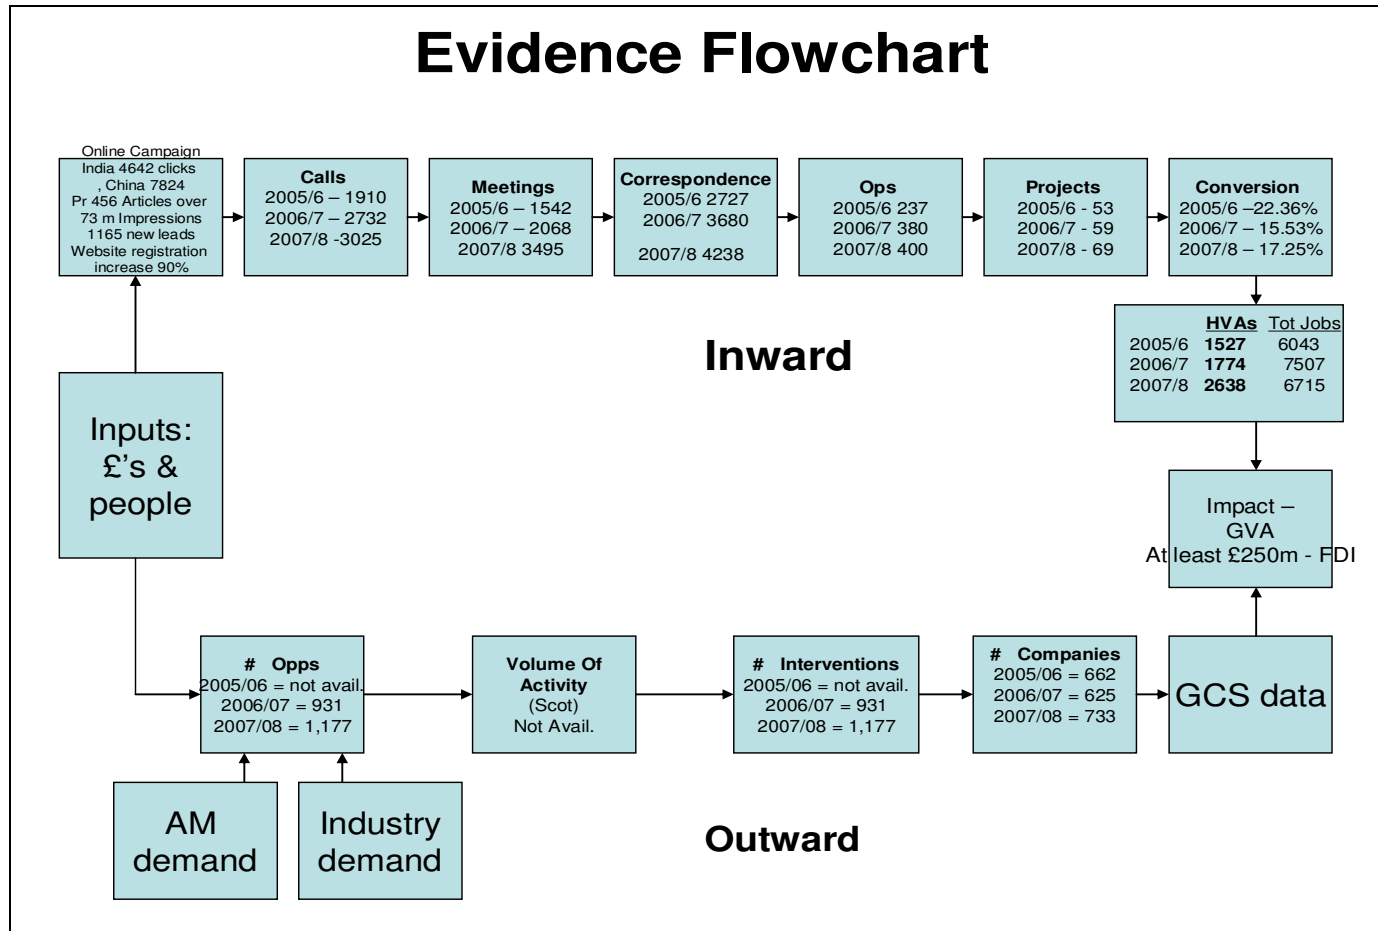 Evidence Flowchart
Online Campaign
India 4642 clicks
, China 7824
Pr 456 Articles over
73 m Impressions
1165 new leads
Website registration
increase 90%
Calls
2005/6 – 1910
2006/7 – 2732
2007/8 -3025
Meetings
2005/6 – 1542
2006/7 – 2068
2007/8 3495
Correspondence
2005/6 2727
2006/7 3680
2007/8 4238
Ops
2005/6 237
2006/7 380
2007/8 400
Projects
2005/6 - 53
2006/7 - 59
2007/8 - 69
Conversion
2005/6 –22.36%
2006/7 – 15.53%
2007/8 – 17.25%
HVAs Tot Jobs
2005/6 1527 6043
2006/7 1774 7507
2007/8 2638 6715
Inward
Inputs:
£'s &
people
Impact –
GVA
At least £250m - FDI
# Opps
2005/06 = not avail.
2006/07 = 931
2007/08 = 1,177
Volume Of
Activity
(Scot)
Not Avail.
# Interventions
2005/06 = not avail.
2006/07 = 931
2007/08 = 1,177
# Companies
2005/06 = 662
2006/07 = 625
2007/08 = 733
GCS data
AM
demand
Industry
demand
Outward